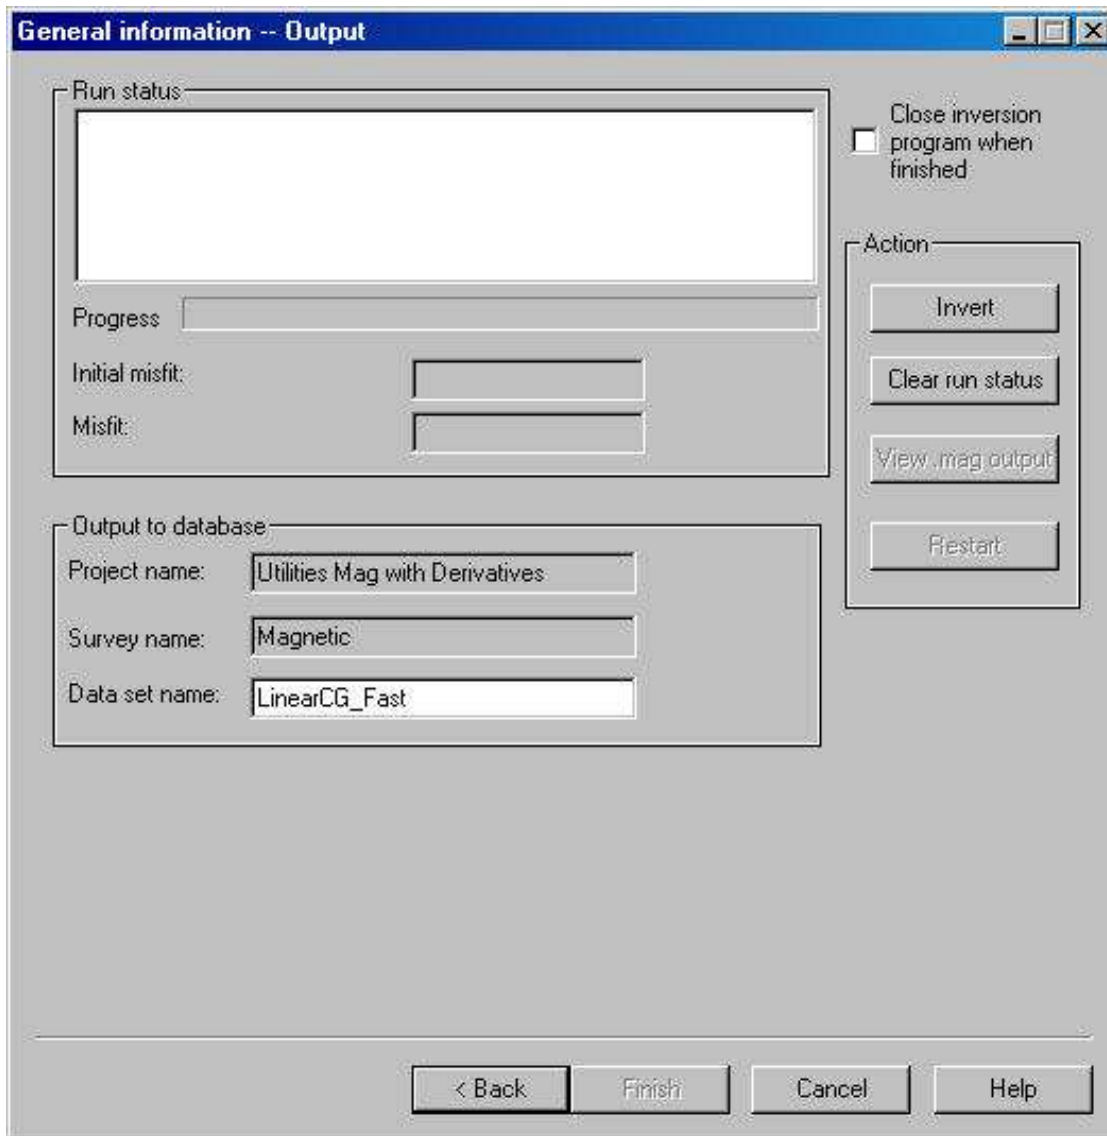 General information -- Output
Run status
Close inversion
program when
finished
Progress
Initial misfit:
Misfit:
Action
Invert
Clear run status
View .mag output
Restart
Output to database
Project name: Utilities Mag with Derivatives
Survey name: Magnetic
Data set name: LinearCG_Fast
< Back Finish Cancel Help